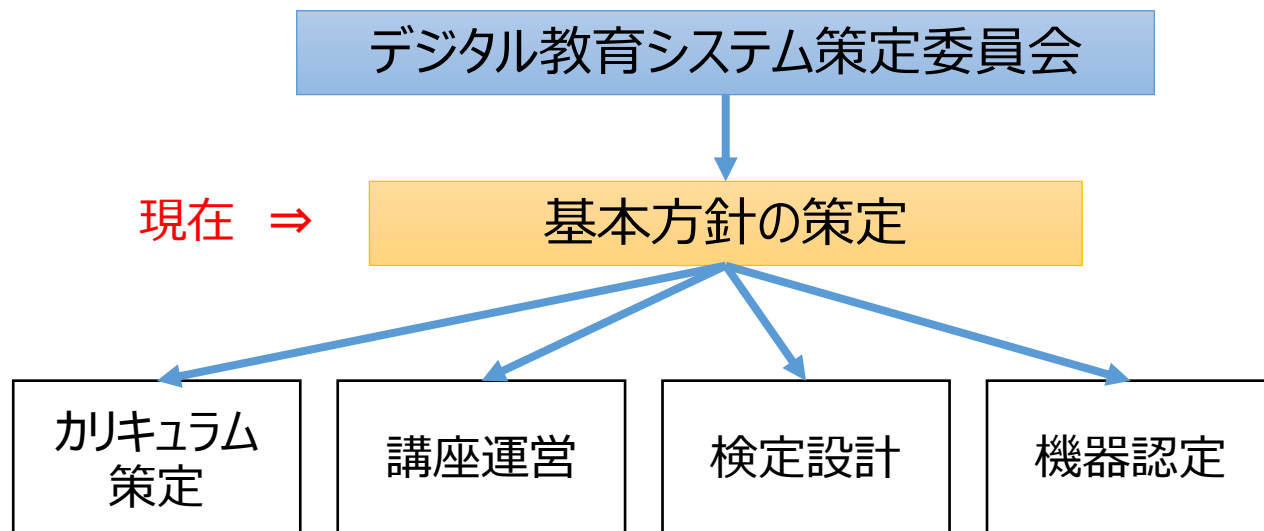 デジタル教育システム策定委員会
現在 ⇒
基本方針の策定
カリキュラム
策定
講座運営
検定設計
機器認定